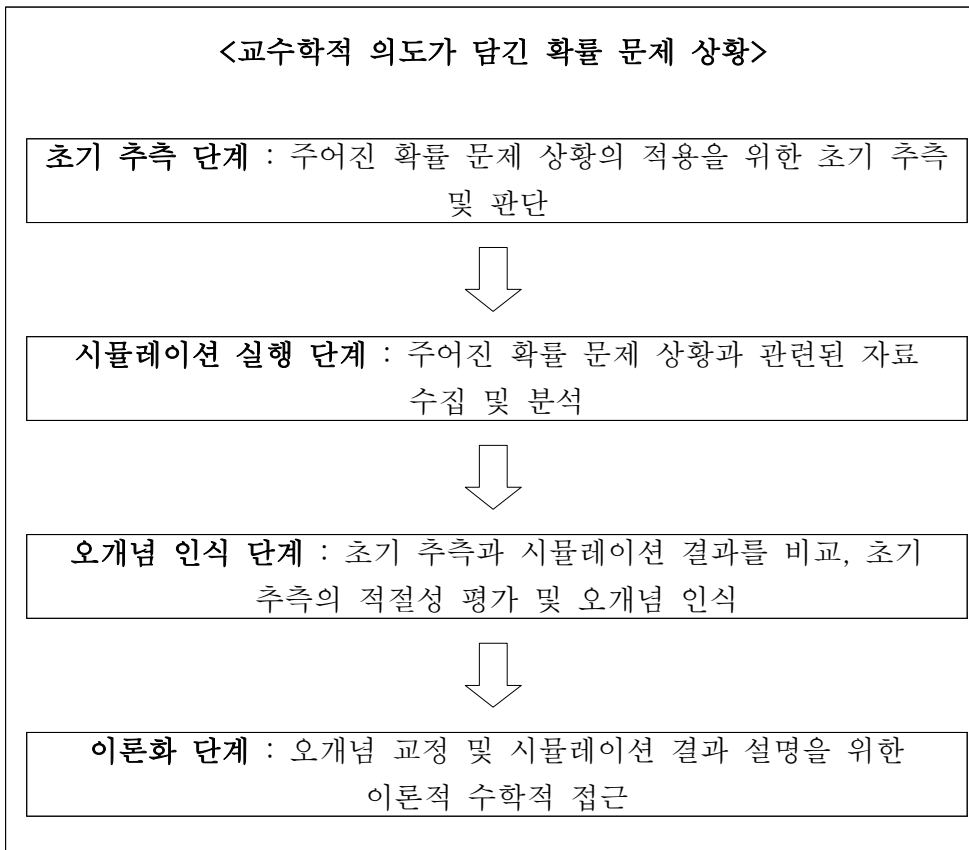 <교수학적 의도가 담긴 확률 문제 상황>
초기 추측 단계 : 주어진 확률 문제 상황의 적용을 위한 초기 추측
및 판단
시뮬레이션 실행 단계 : 주어진 확률 문제 상황과 관련된 자료
수집 및 분석
오개념 인식 단계 : 초기 추측과 시뮬레이션 결과를 비교, 초기
추측의 적절성 평가 및 오개념 인식
이론화 단계 : 오개념 교정 및 시뮬레이션 결과 설명을 위한
이론적 수학적 접근